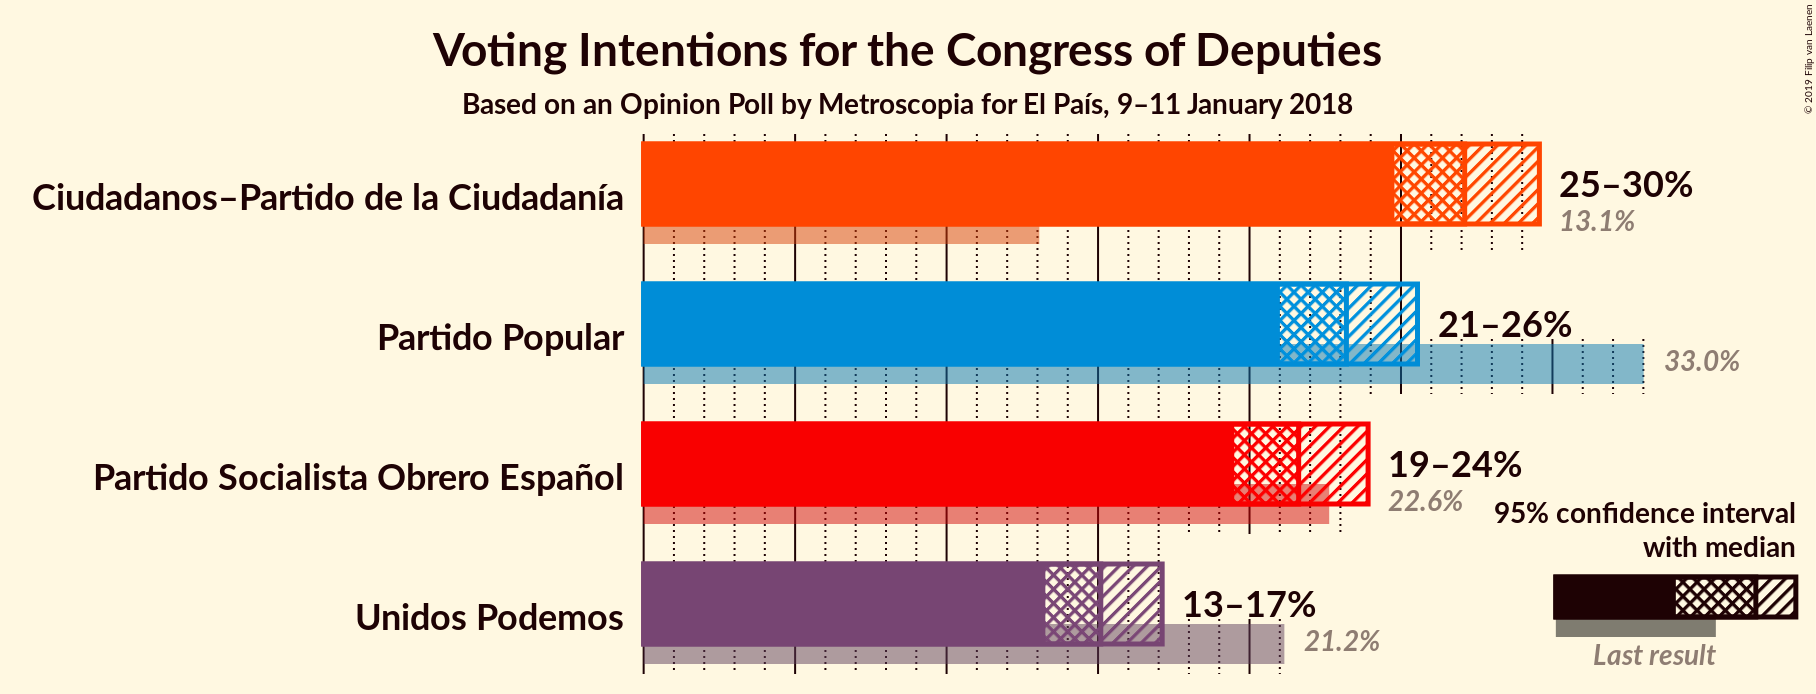 Voting Intentions for the Congress of Deputies
Based on an Opinion Poll by Metroscopia for El País, 9–11 January 2018
© 2019 Filip van Laenen
Ciudadanos–Partido de la Ciudadanía
25–30%
13.1%
Partido Popular
21–26%
33.0%
Partido Socialista Obrero Español
19–24%
22.6%
Unidos Podemos
13–17%
21.2%
95% confidence interval
with median
Last result